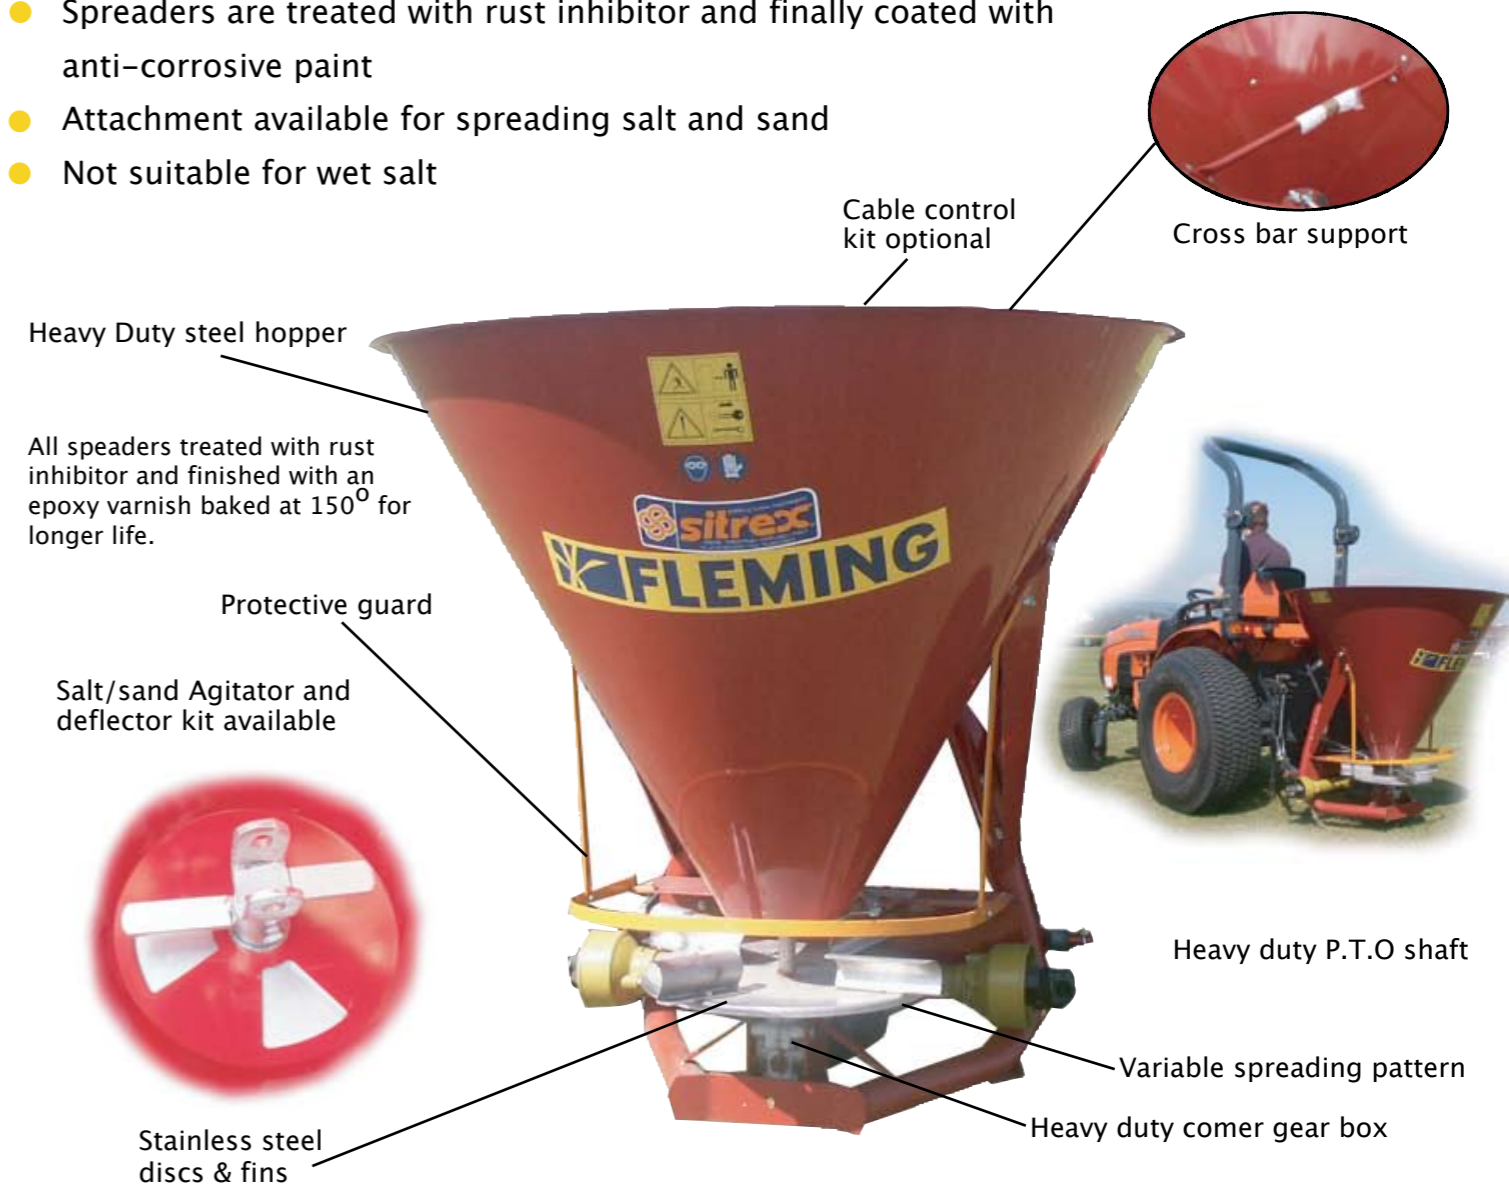 Spreaders are treated with rust inhibitor and finally coated with
anti-corrosive paint
Attachment available for spreading salt and sand
Not suitable for wet salt
Cable control
kit optional
Cross bar support
Heavy Duty steel hopper
All speaders treated with rust
inhibitor and finished with an
epoxy varnish baked at 150° for
longer life.
sitrex
FLEMING
Protective guard
Salt/sand Agitator and
deflector kit available
Heavy duty P.T.O shaft
Variable spreading pattern
Heavy duty comer gear box
Stainless steel
discs & fins